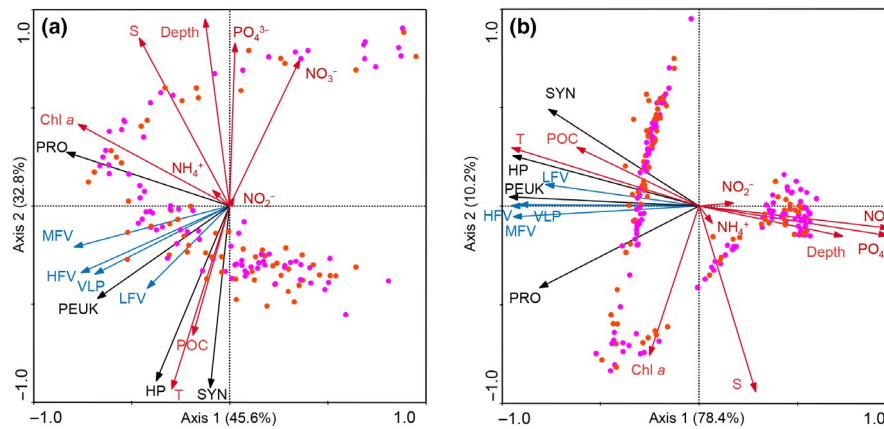 (a)
1.0
S
Depth
PO₄³⁻
NO₃⁻
Chl a
PRO
NH₄⁺
NO₂⁻
MFV
HFV
VLP
LFV
PEUK
POC
HP
T
SYN
Axis 2 (32.8%)
−1.0
−1.0
Axis 1 (45.6%)
1.0
(b)
1.0
SYN
T
POC
HP
LFV
PEUK
NO₂⁻
HFV
VLP
MFV
NH₄⁺
NO
Depth
PO₄
PRO
Chl a
S
Axis 2 (10.2%)
−1.0
−1.0
Axis 1 (78.4%)
1.0